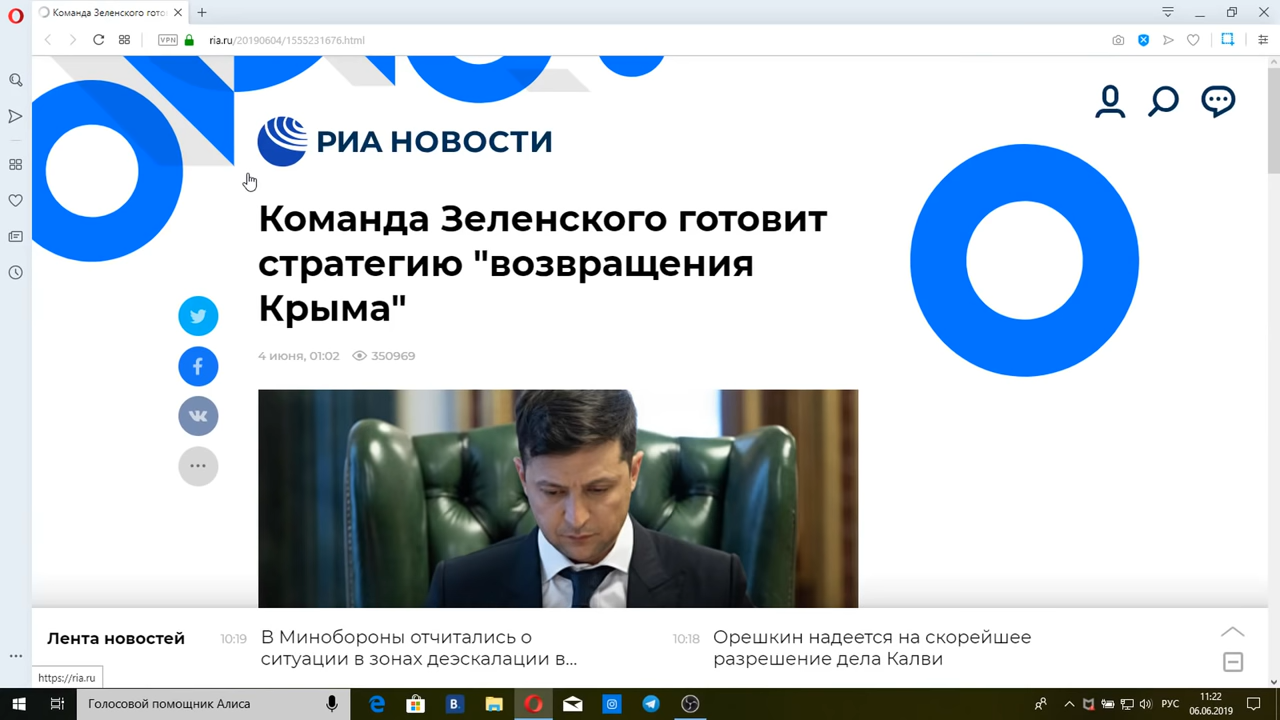 Команда Зеленского гото
VPN
ria.ru/20190604/1555231676.html
РИА НОВОСТИ
Команда Зеленского готовит
стратегию "возвращения
Крыма"
4 июня, 01:02 350969
Лента новостей
10:19
В Минобороны отчитались о
ситуации в зонах деэскалации в...
10:18
Орешкин надеется на скорейшее
разрешение дела Калви
https://ria.ru
Голосовой помощник Алиса
РУС
11:22
06.06.2019